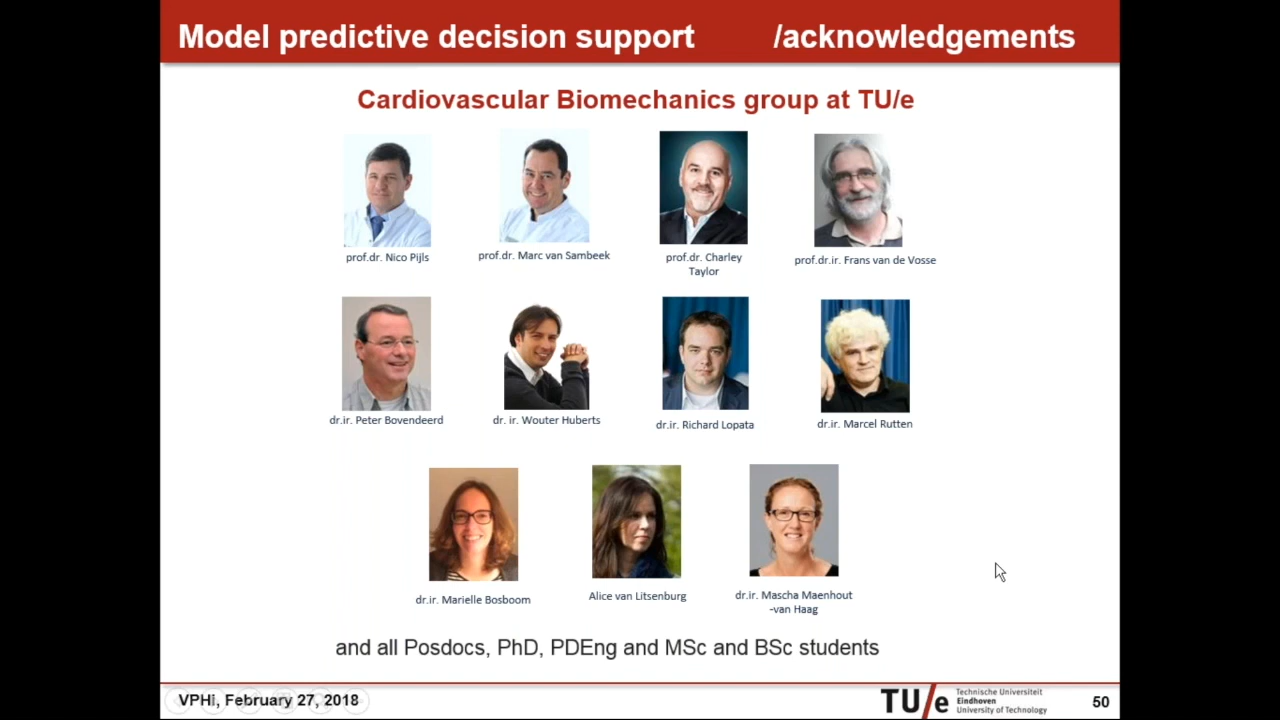 Model predictive decision support /acknowledgements
Cardiovascular Biomechanics group at TU/e
prof.dr. Nico Pijls
prof.dr. Marc van Sambeek
prof.dr. Charley
Taylor
prof.dr.ir. Frans van de Vosse
dr.ir. Peter Bovendeerd
dr. ir. Wouter Huberts
dr.ir. Richard Lopata
dr.ir. Marcel Rutten
dr.ir. Marielle Bosboom
Alice van Litsenburg
dr.ir. Mascha Maenhout
-van Haag
and all Posdocs, PhD, PDEng and MSc and BSc students
VPHi, February 27, 2018
TU/e
Technische Universiteit
Eindhoven
University of Technology
50